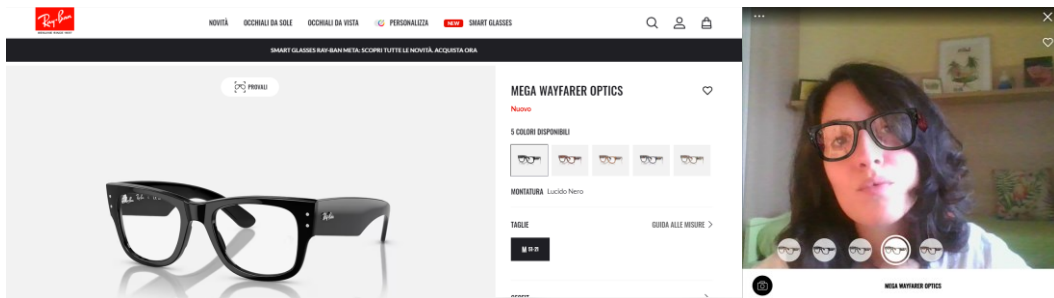 Ray-Ban
NOVITÀ OCCHIALI DA SOLE OCCHIALI DA VISTA PERSONALIZZA NEW SMART GLASSES
SMART GLASSES RAY-BAN META: SCOPRI TUTTE LE NOVITÀ. ACQUISTA ORA
PROVALI
MEGA WAYFARER OPTICS
Nuovo
5 COLORI DISPONIBILI
MONTATURA Lucido Nero
TAGLIE GUIDA ALLE MISURE
Ray-Ban
MEGA WAYFARER OPTICS